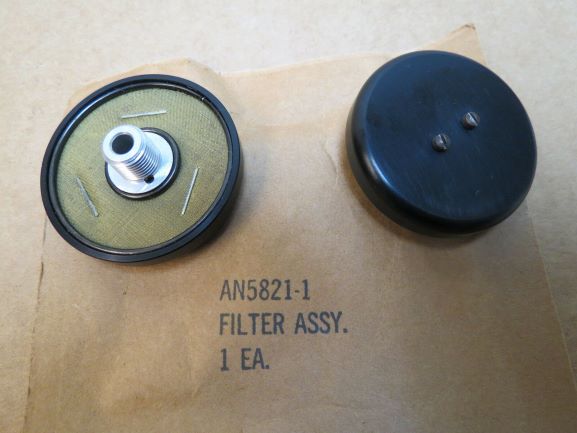 AN5821-1
FILTER ASSY.
1 EA.